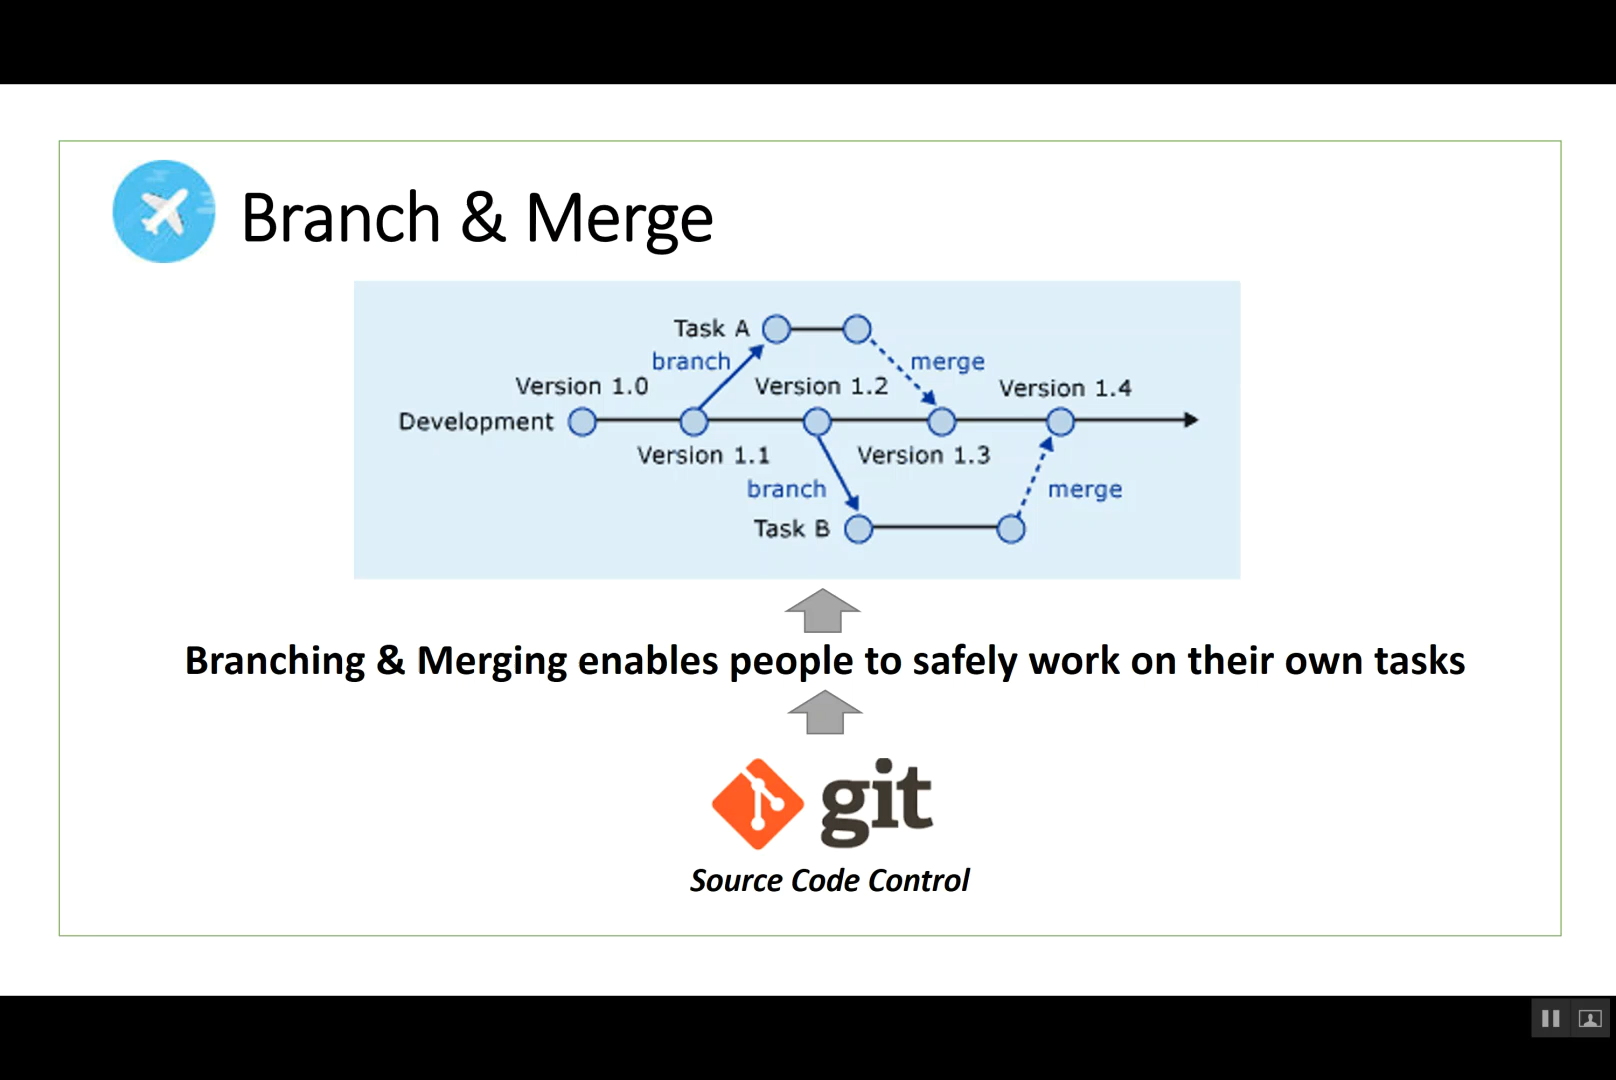 Branch & Merge
Task A
branch
merge
Version 1.0
Version 1.2
Version 1.4
Development
Version 1.1
Version 1.3
branch
merge
Task B
Branching & Merging enables people to safely work on their own tasks
git
Source Code Control